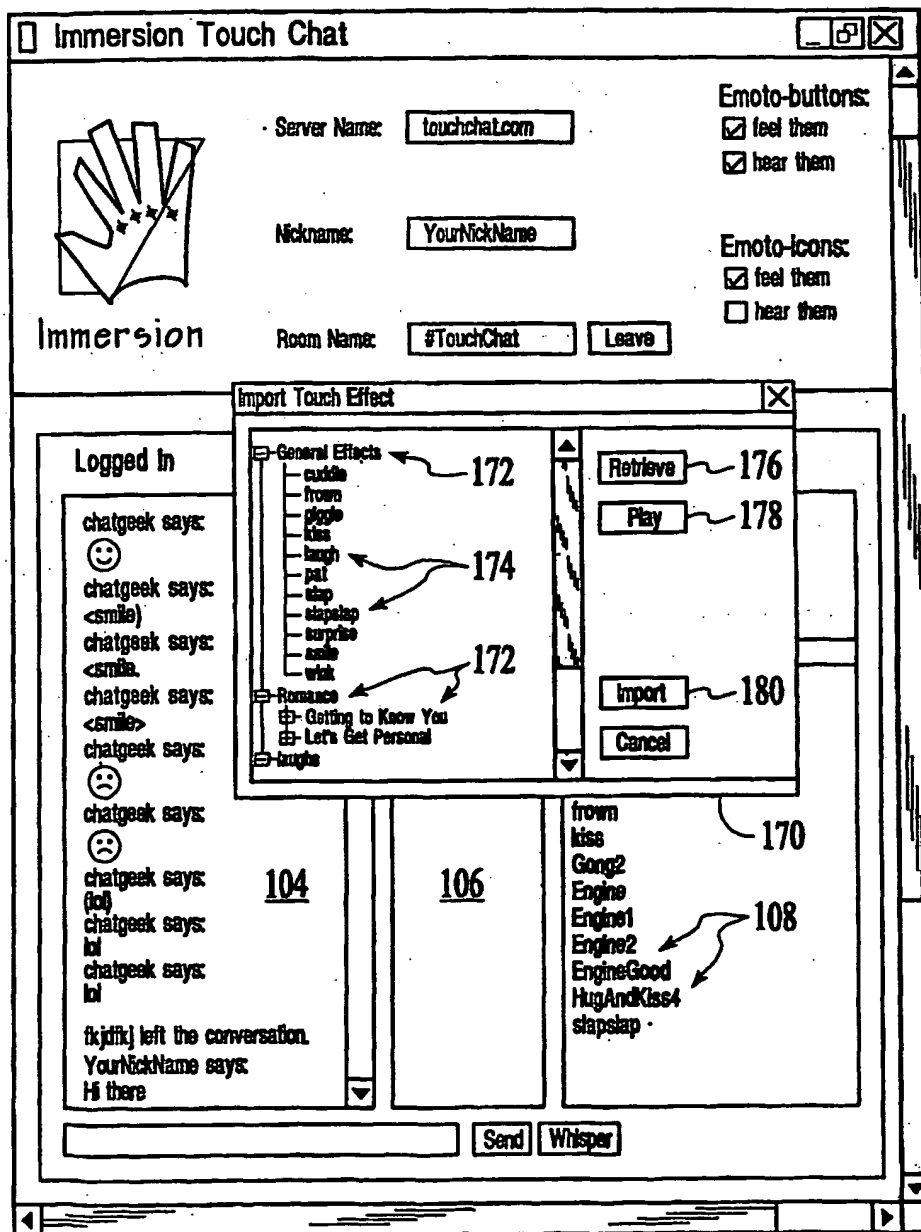 Immersion Touch Chat
Immersion
Server Name: touchchat.com
Nickname: YourNickName
Room Name: #TouchChat Leave
Emoto-buttons:
feel them
hear them
Emoto-icons:
feel them
hear them
Import Touch Effect
General Effects
172
cuddle
frown
giggle
kiss
laugh
174
pat
slap
slapslap
surprise
smile
wink
172
Romance
Getting to Know You
Let's Get Personal
laughs
Retrieve 176
Play 178
Import 180
Cancel
170
Logged In
chatgeek says:
chatgeek says:
<smile)
chatgeek says:
<smile.
chatgeek says:
<smile>
chatgeek says:
chatgeek says:
chatgeek says:
(lol)
chatgeek says:
lol
chatgeek says:
lol
fkjdfkj left the conversation.
YourNickName says:
Hi there
104
106
frown
kiss
Gong2
Engine
Engine1
Engine2
EngineGood
HugAndKiss4
slapslap
108
Send Whisper